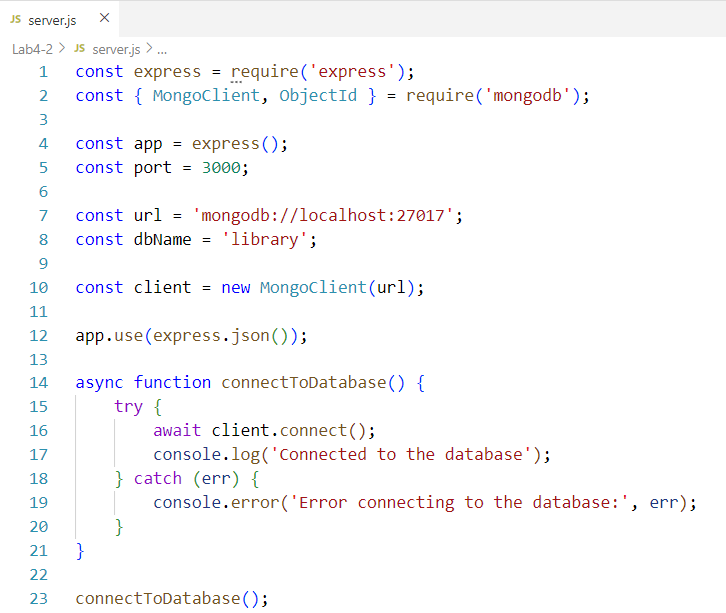 JS server.js ×
Lab4-2 > JS server.js > ...
1 const express = require('express');
2 const { MongoClient, ObjectId } = require('mongodb');
3
4 const app = express();
5 const port = 3000;
6
7 const url = 'mongodb://localhost:27017';
8 const dbName = 'library';
9
10 const client = new MongoClient(url);
11
12 app.use(express.json());
13
14 async function connectToDatabase() {
15     try {
16         await client.connect();
17         console.log('Connected to the database');
18     } catch (err) {
19         console.error('Error connecting to the database:', err);
20     }
21 }
22
23 connectToDatabase();